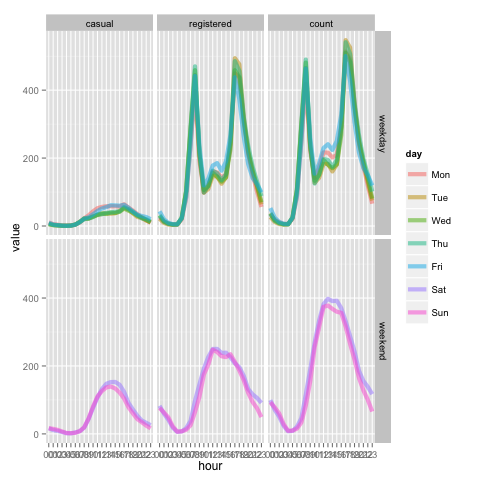 casual registered count
400
200
0
weekday
400
200
0
weekend
value
hour
day
Mon
Tue
Wed
Thu
Fri
Sat
Sun